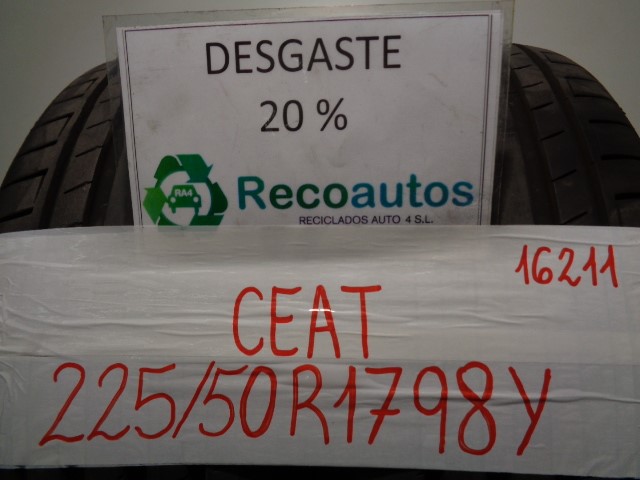 DESGASTE
20 %
RA4
Recoautos
RECICLADOS AUTO 4 S.L.
16211
CEAT
225/50R1798Y